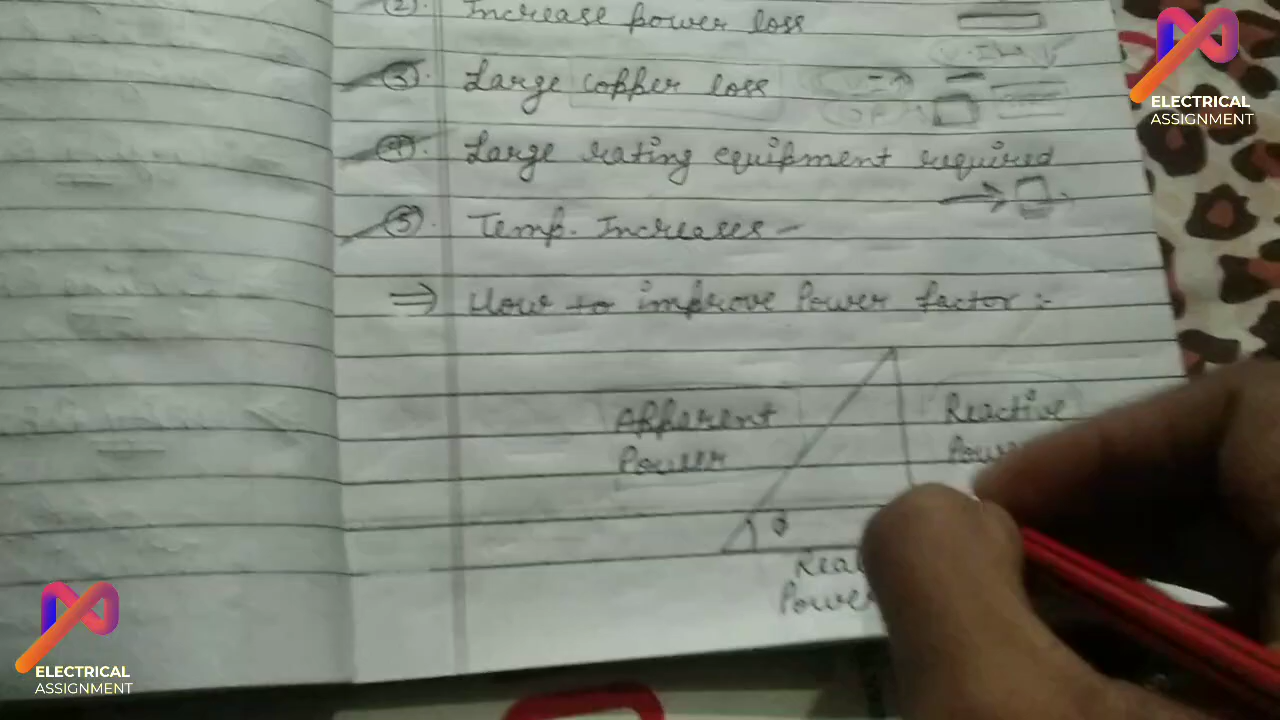 (2). Increase power loss
(3). Large copper loss
(4). Large rating equipment required
(5). Temp. Increases -
⇒ How to improve Power factor :-
Apparent
Power
Reactive
Real
Power
ELECTRICAL
ASSIGNMENT
ELECTRICAL
ASSIGNMENT